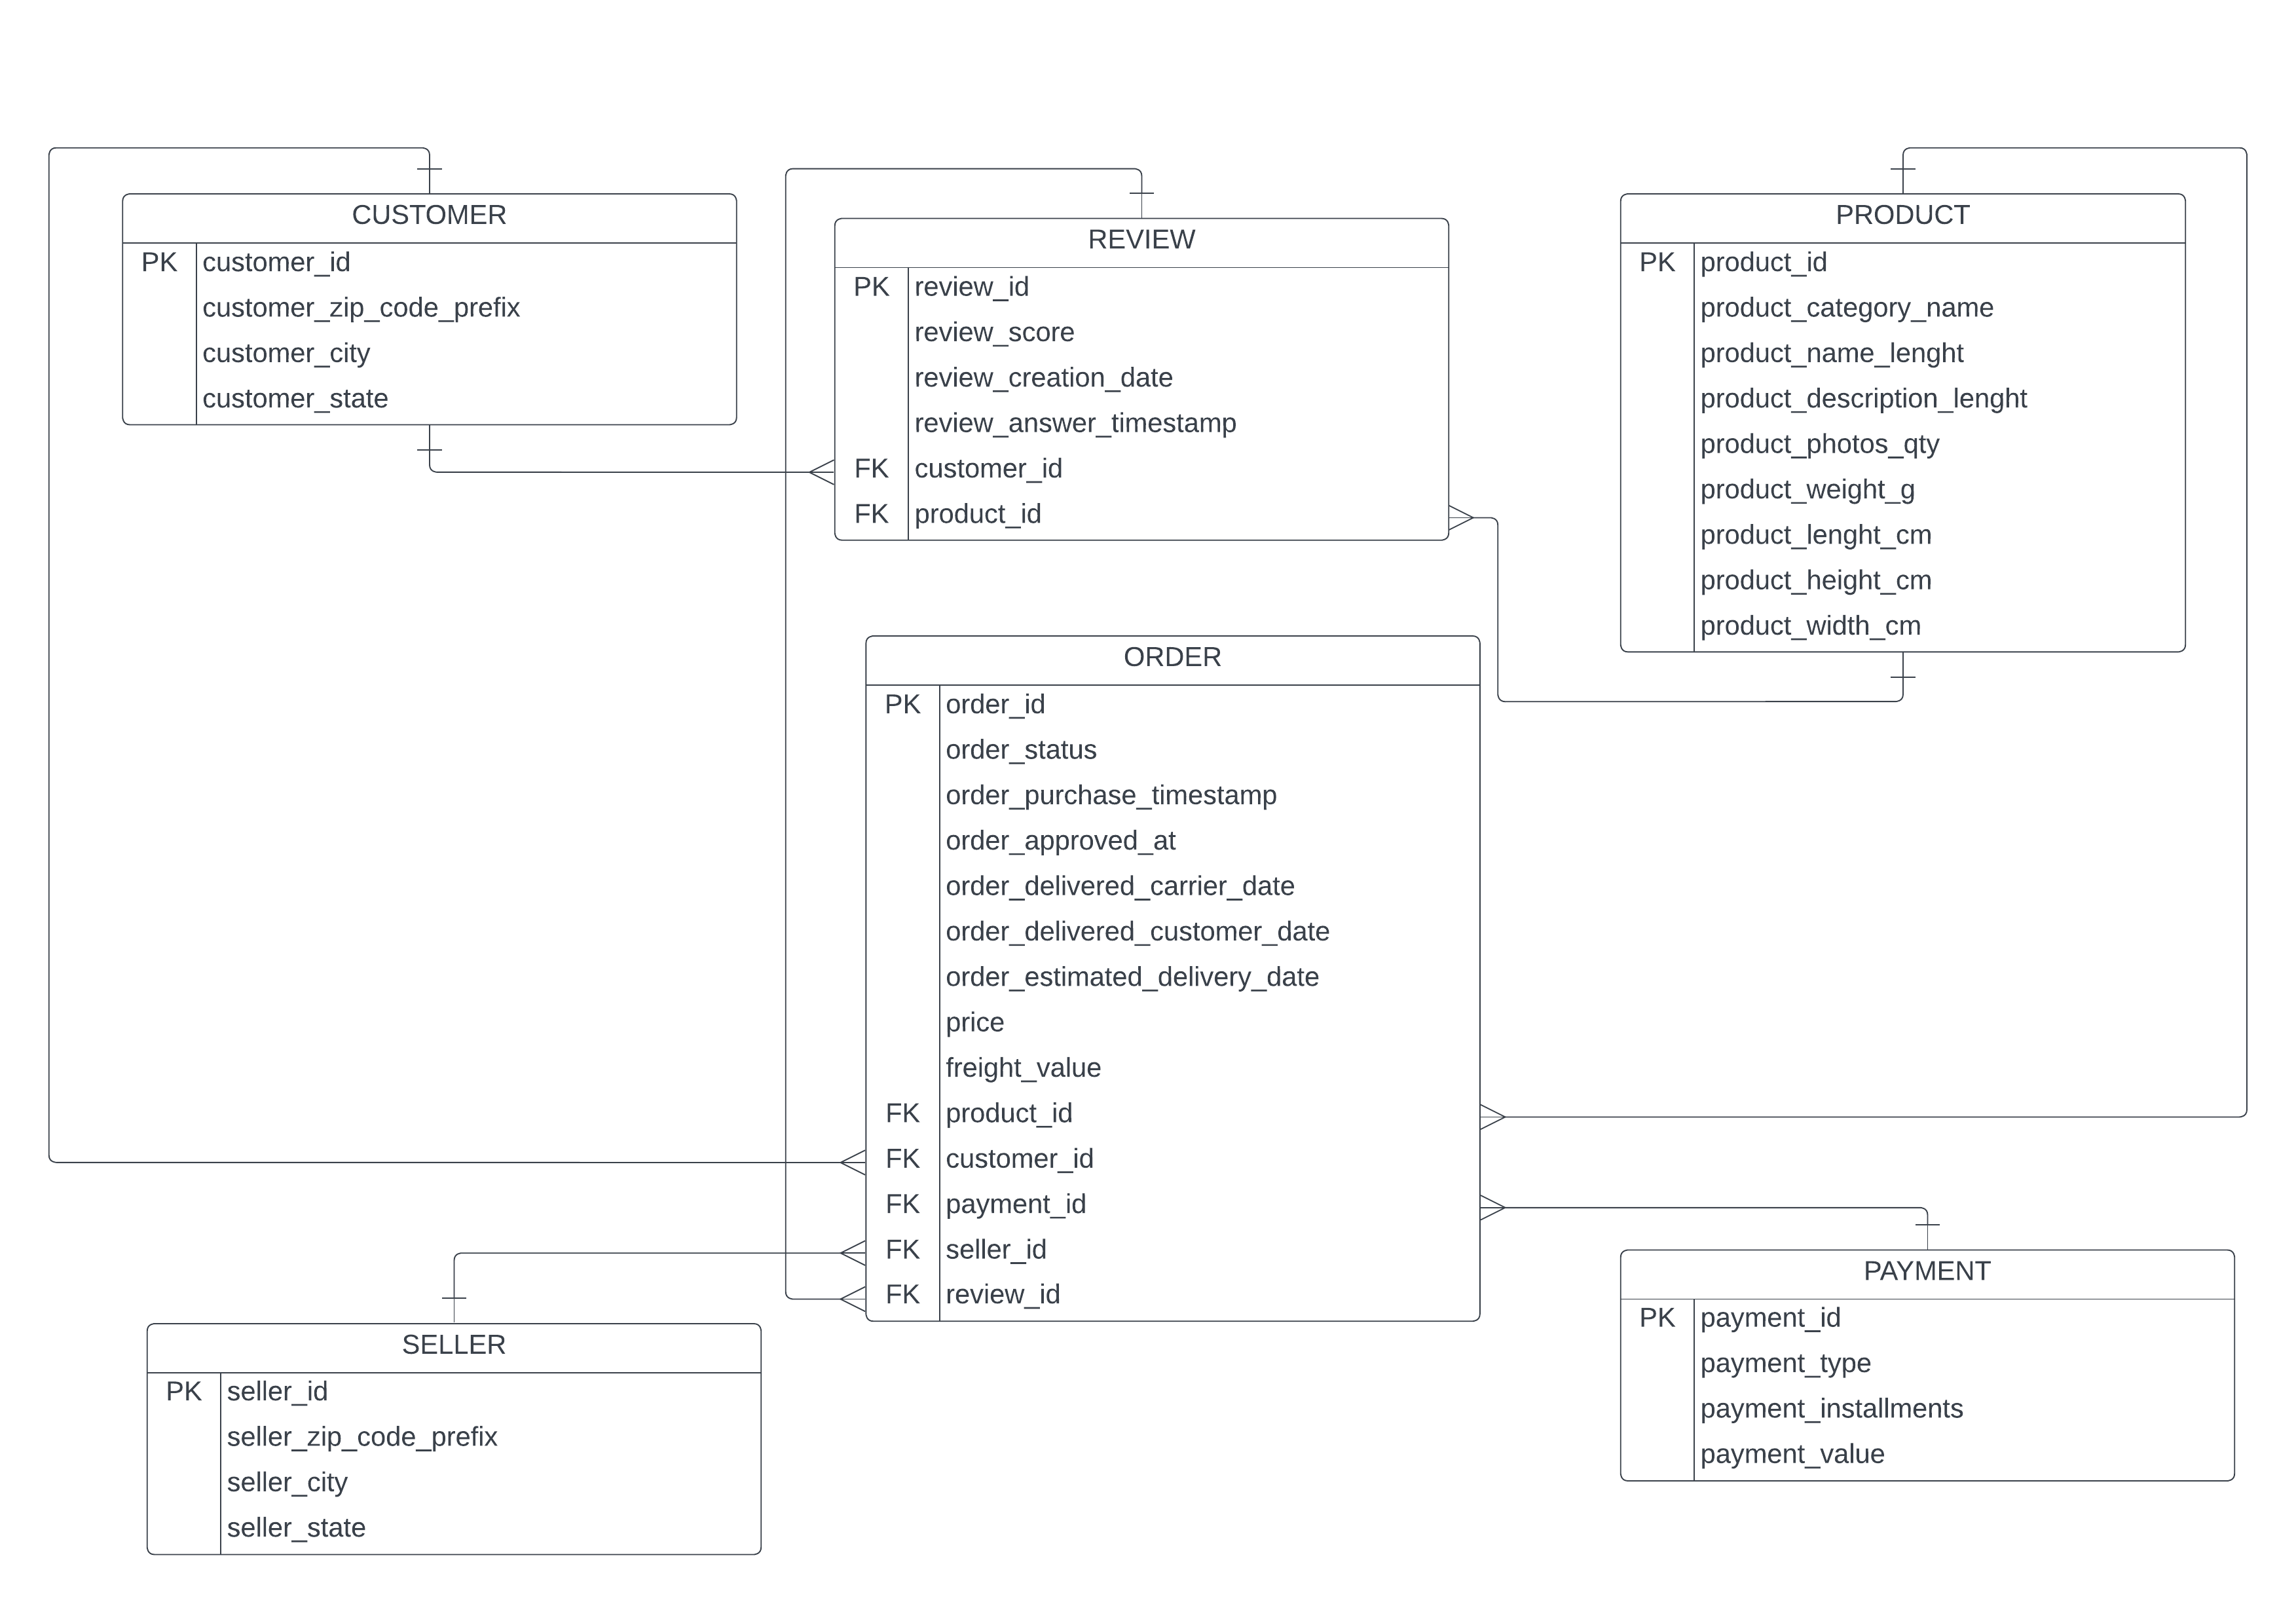 CUSTOMER
PK customer_id
customer_zip_code_prefix
customer_city
customer_state
REVIEW
PK review_id
review_score
review_creation_date
review_answer_timestamp
FK customer_id
FK product_id
PRODUCT
PK product_id
product_category_name
product_name_lenght
product_description_lenght
product_photos_qty
product_weight_g
product_lenght_cm
product_height_cm
product_width_cm
ORDER
PK order_id
order_status
order_purchase_timestamp
order_approved_at
order_delivered_carrier_date
order_delivered_customer_date
order_estimated_delivery_date
price
freight_value
FK product_id
FK customer_id
FK payment_id
FK seller_id
FK review_id
SELLER
PK seller_id
seller_zip_code_prefix
seller_city
seller_state
PAYMENT
PK payment_id
payment_type
payment_installments
payment_value